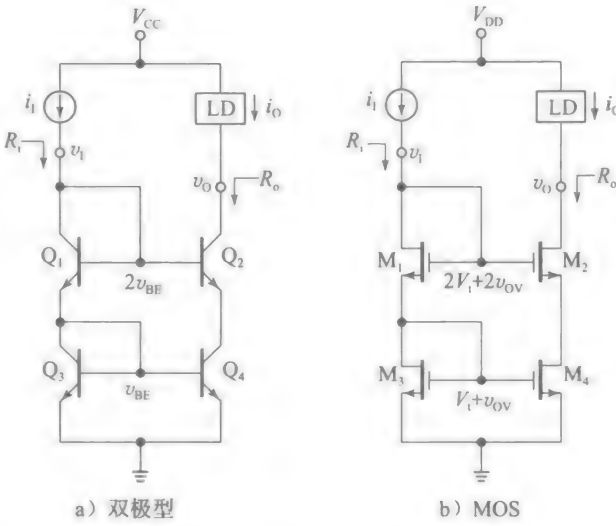 V_CC
i_I
LD
i_O
R_i
v_I
v_O
R_o
Q_1
Q_2
2v_BE
Q_3
Q_4
v_BE
a）双极型
V_DD
i_I
LD
i_O
R_i
v_I
v_O
R_o
M_1
M_2
2V_t+2v_OV
M_3
M_4
V_t+v_OV
b）MOS